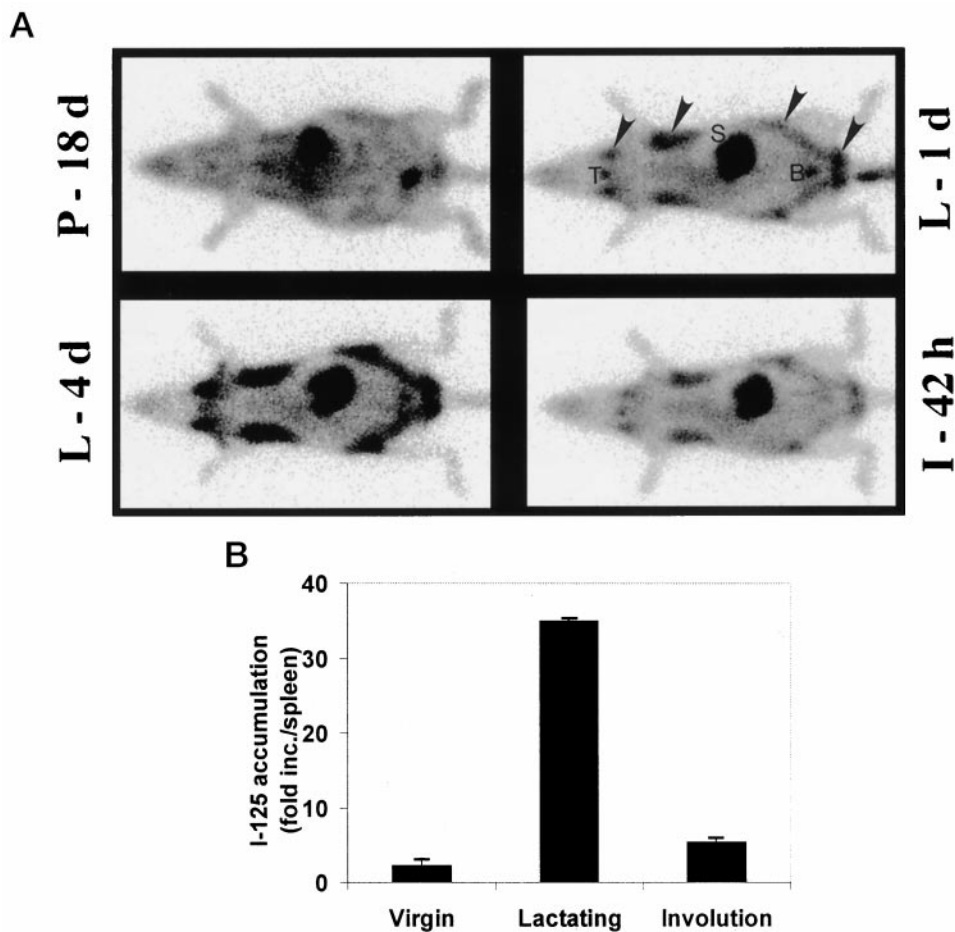 A
P - 18 d
L - 1 d
S
T
B
L - 4 d
I - 42 h
B
I-125 accumulation
(fold inc./spleen)
40
30
20
10
0
Virgin Lactating Involution